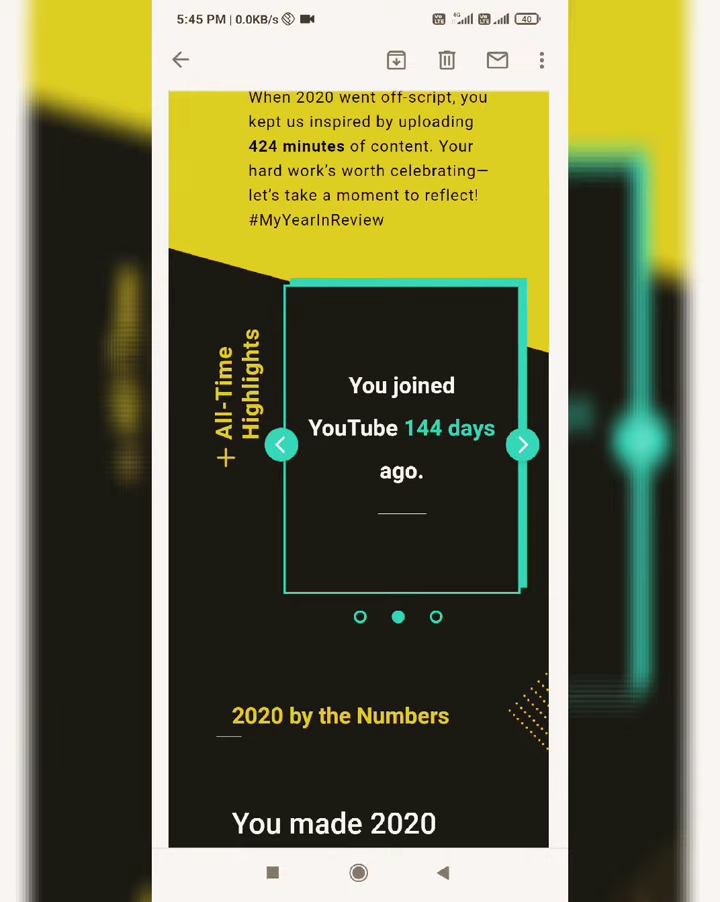 5:45 PM | 0.0KB/s
4G
40
When 2020 went off-script, you
kept us inspired by uploading
424 minutes of content. Your
hard work’s worth celebrating—
let’s take a moment to reflect!
#MyYearInReview
+ All-Time
Highlights
You joined
YouTube 144 days
ago.
2020 by the Numbers
You made 2020